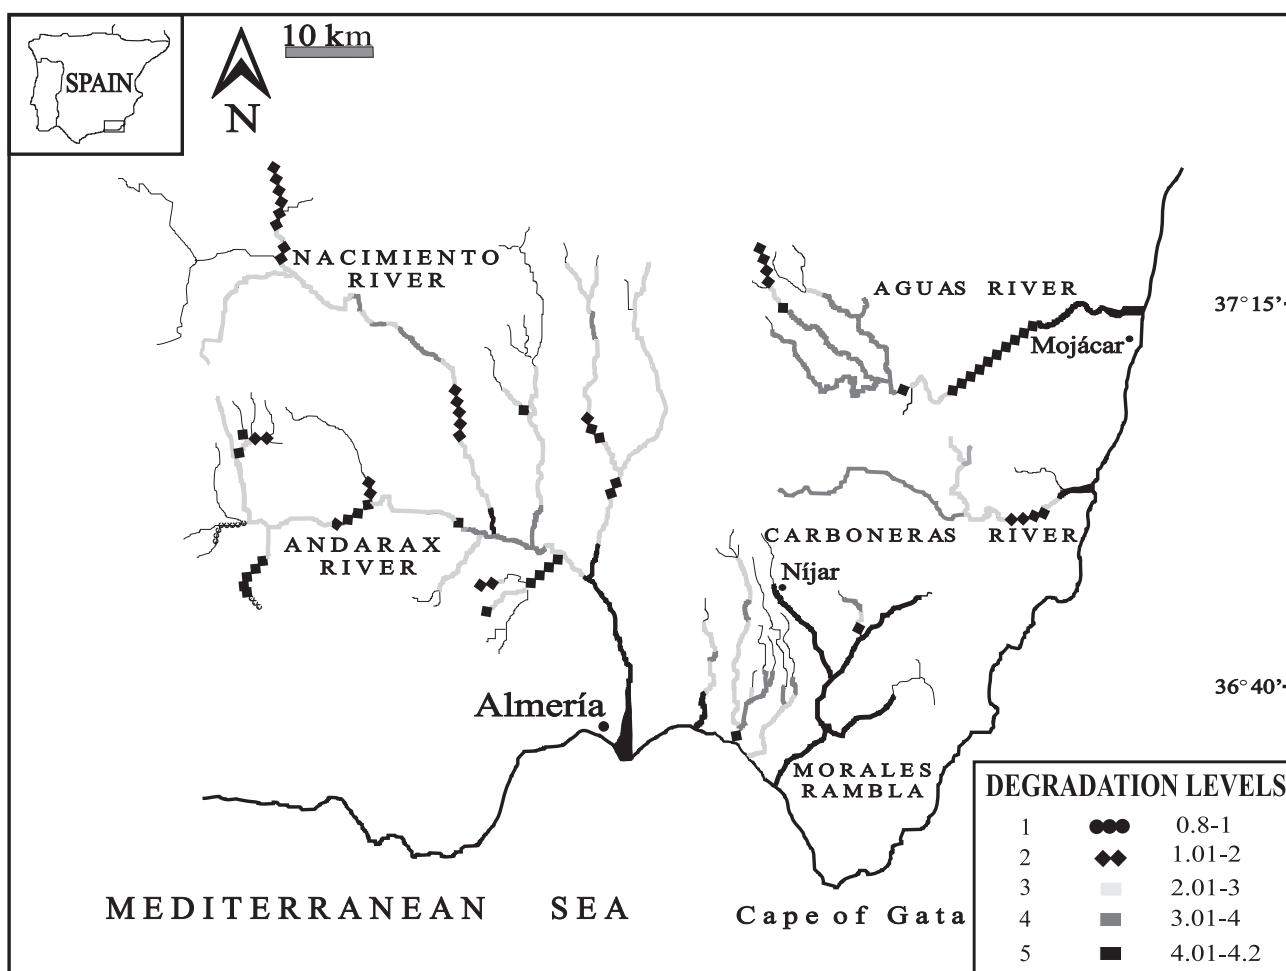 10 km
SPAIN
N
NACIMIENTO
RIVER
AGUAS RIVER
37°15'
Mojácar
CARBONERAS RIVER
ANDARAX
RIVER
Níjar
36°40'
Almería
MORALES
RAMBLA
DEGRADATION LEVELS
1 0.8-1
2 1.01-2
3 2.01-3
4 3.01-4
5 4.01-4.2
MEDITERRANEAN SEA
Cape of Gata